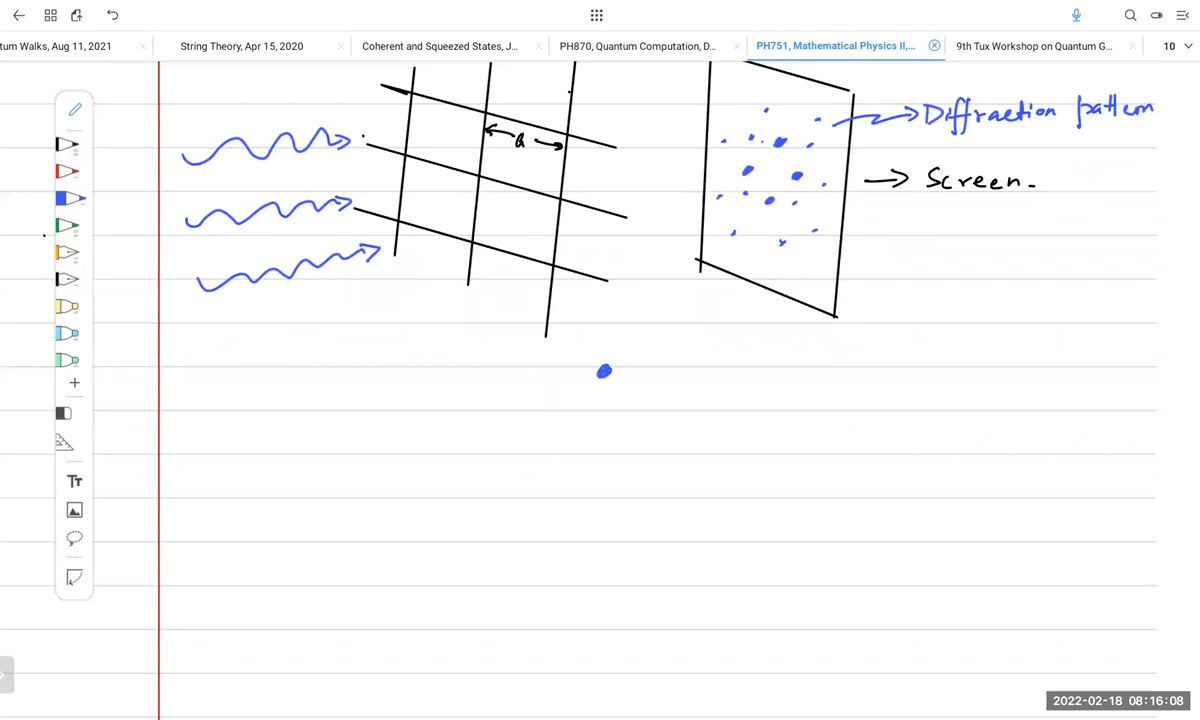 tum Walks, Aug 11, 2021
String Theory, Apr 15, 2020
Coherent and Squeezed States, J...
PH870, Quantum Computation, D...
PH751, Mathematical Physics II,...
9th Tux Workshop on Quantum G...
10
Diffraction pattern
a
Screen.
Tт
2022-02-18 08:16:08